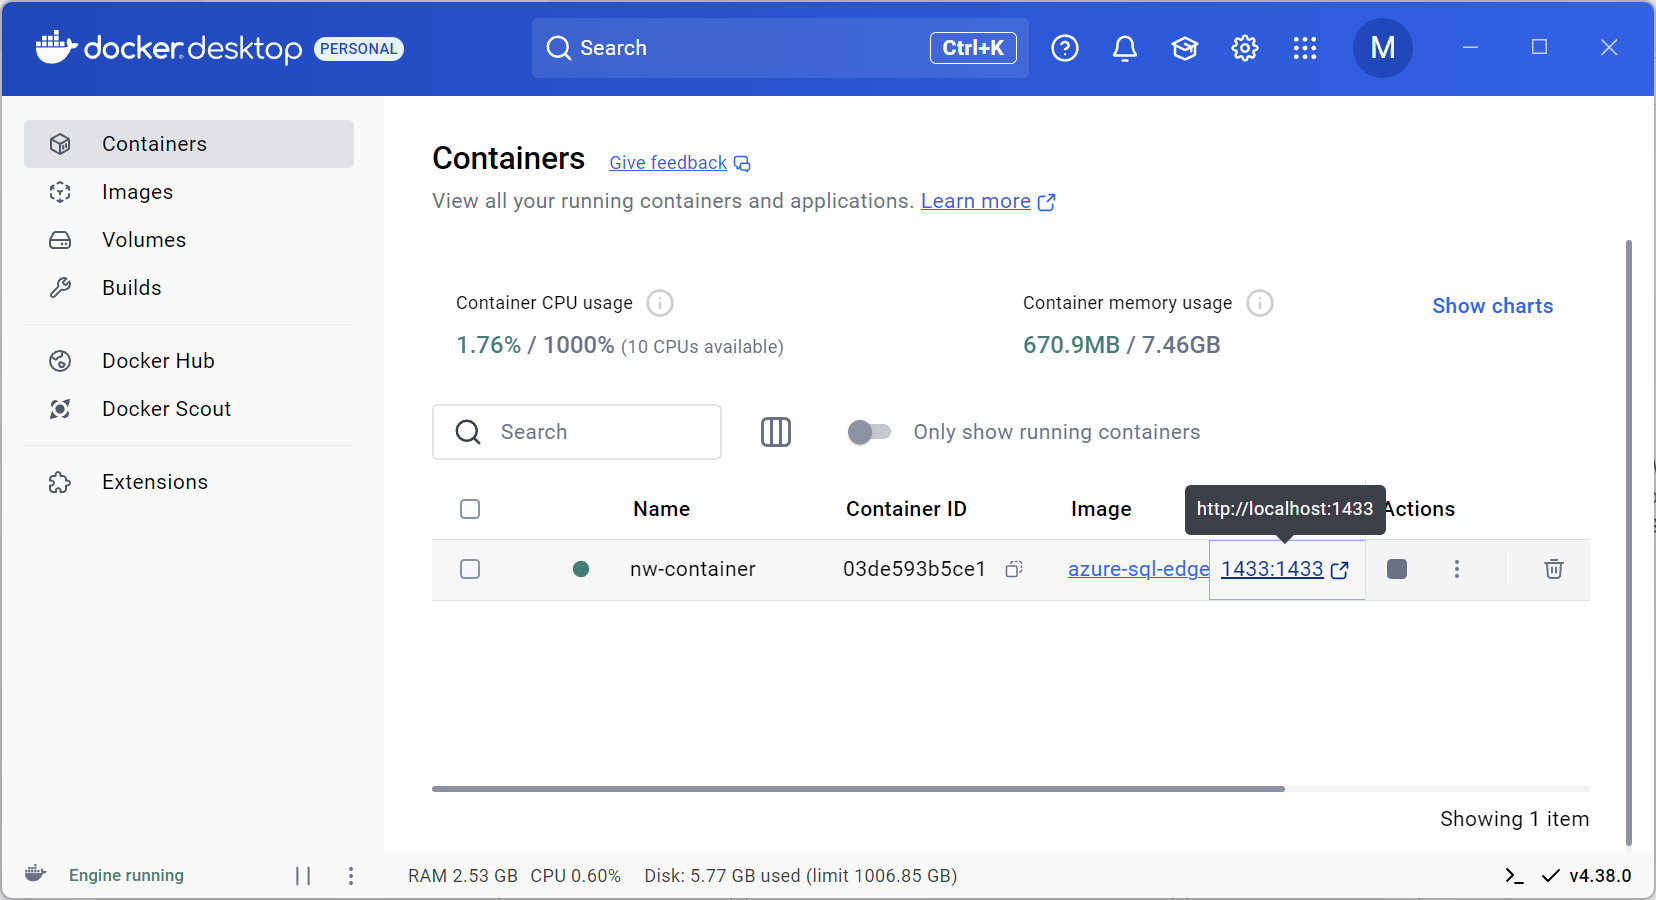 docker desktop PERSONAL
Search Ctrl+K
M
Containers
Images
Volumes
Builds
Docker Hub
Docker Scout
Extensions
Containers Give feedback
View all your running containers and applications. Learn more
Container CPU usage
1.76% / 1000% (10 CPUs available)
Container memory usage
670.9MB / 7.46GB
Show charts
Search
Only show running containers
Name Container ID Image Actions
http://localhost:1433
nw-container 03de593b5ce1 azure-sql-edge 1433:1433
Showing 1 item
Engine running
RAM 2.53 GB CPU 0.60% Disk: 5.77 GB used (limit 1006.85 GB)
v4.38.0